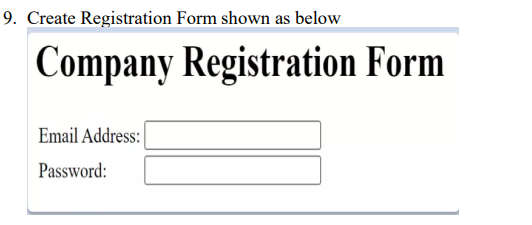 9. Create Registration Form shown as below
Company Registration Form
Email Address:
Password: